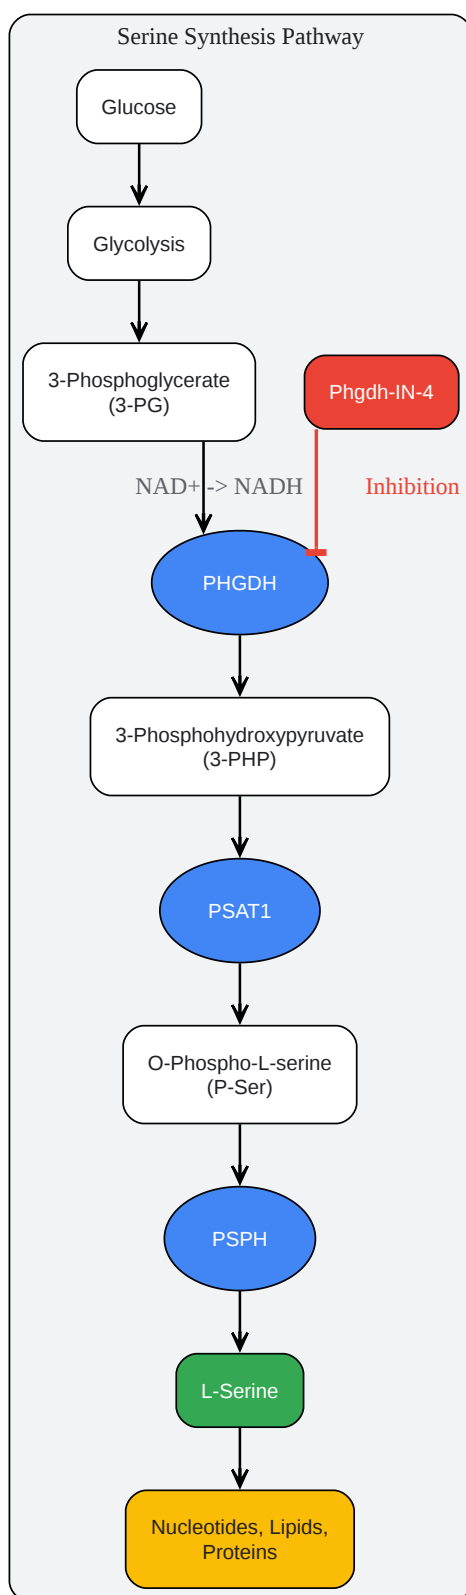 Serine Synthesis Pathway
Glucose
Glycolysis
3-Phosphoglycerate
(3-PG)
Phgdh-IN-4
NAD+ -> NADH
Inhibition
PHGDH
3-Phosphohydroxypyruvate
(3-PHP)
PSAT1
O-Phospho-L-serine
(P-Ser)
PSPH
L-Serine
Nucleotides, Lipids,
Proteins